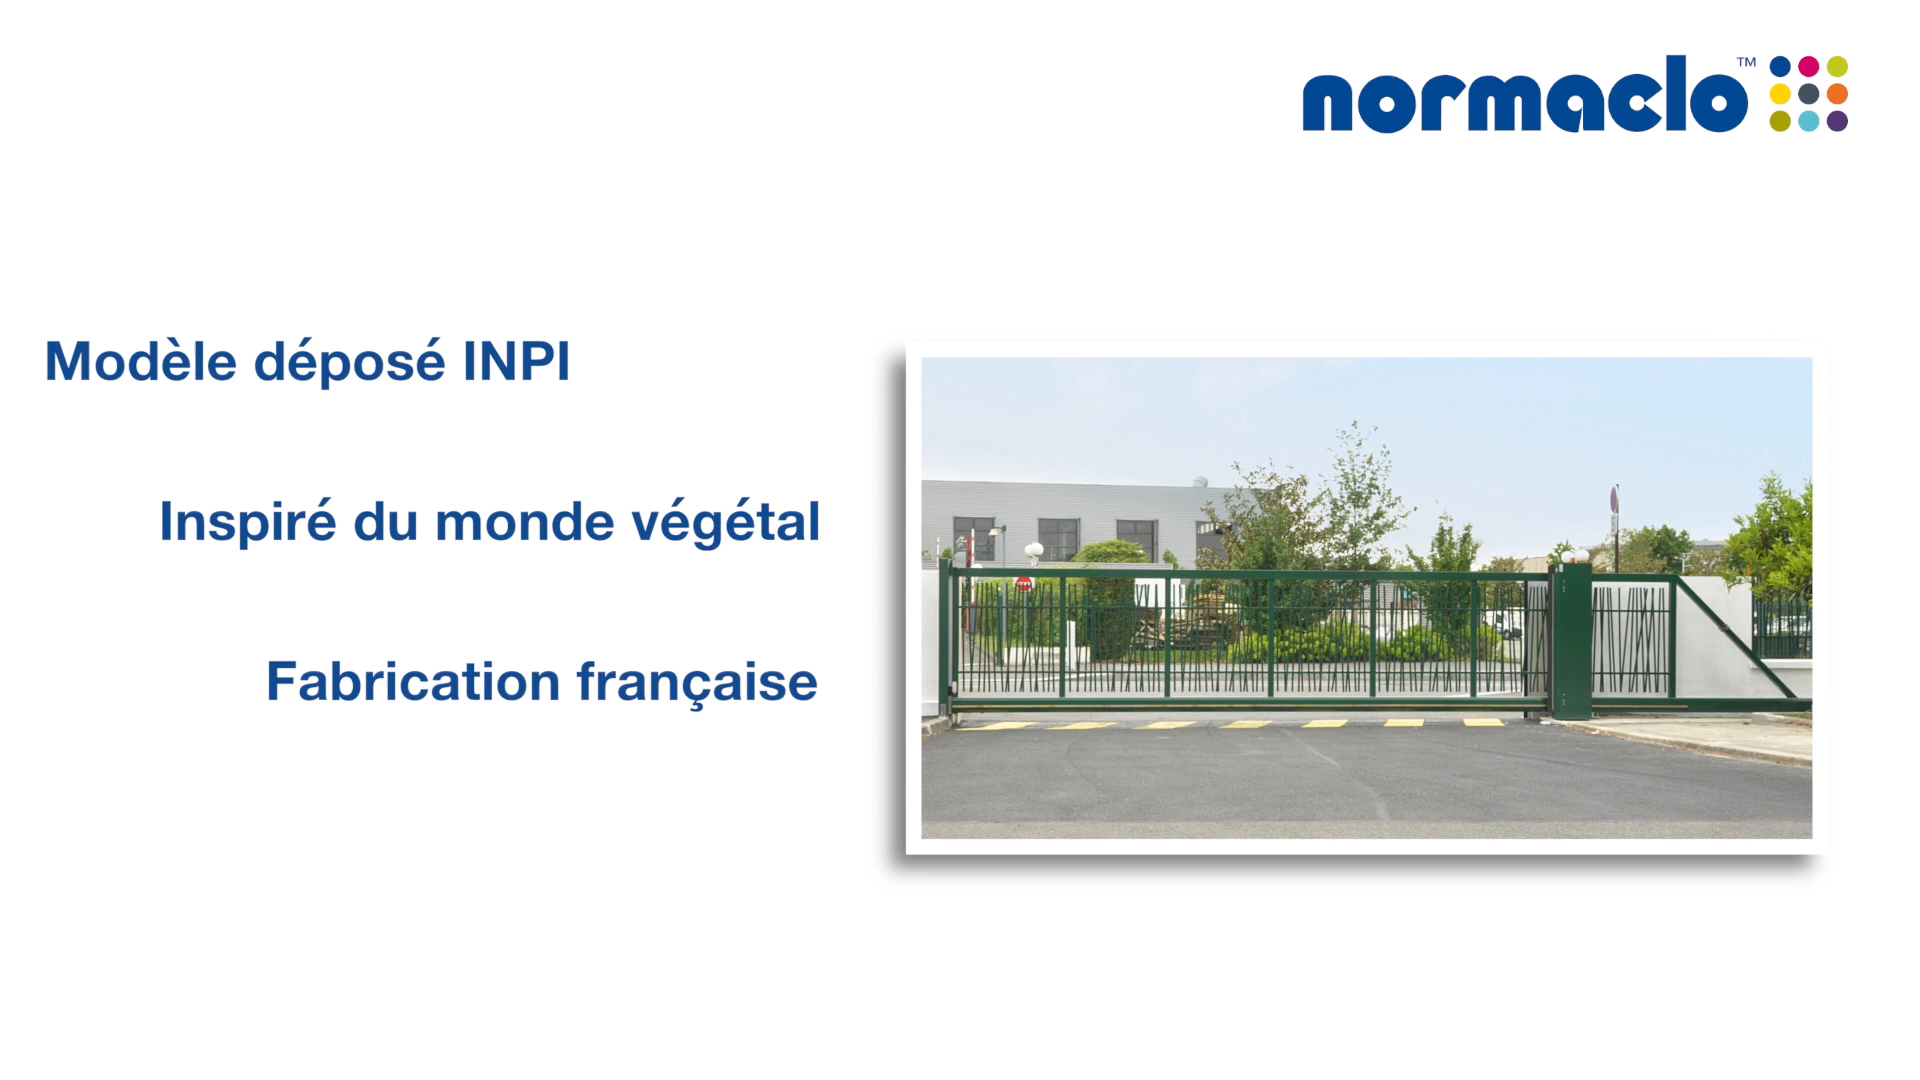 normaclo™
Modèle déposé INPI
Inspiré du monde végétal
Fabrication française